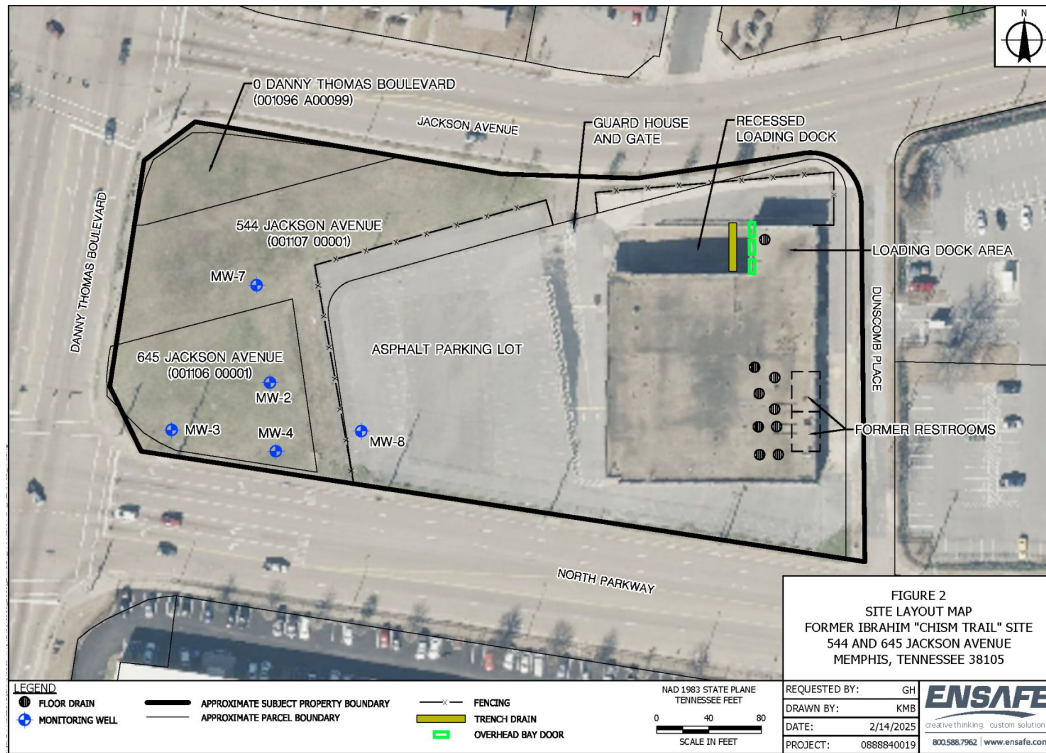 N
0 DANNY THOMAS BOULEVARD
(001096 A00099)
JACKSON AVENUE
GUARD HOUSE
AND GATE
RECESSED
LOADING DOCK
544 JACKSON AVENUE
(001107 00001)
LOADING DOCK AREA
MW-7
DANNY THOMAS BOULEVARD
DUNSCOMB PLACE
645 JACKSON AVENUE
(001106 00001)
ASPHALT PARKING LOT
MW-2
MW-3
MW-4
MW-8
FORMER RESTROOMS
NORTH PARKWAY
FIGURE 2
SITE LAYOUT MAP
FORMER IBRAHIM "CHISM TRAIL" SITE
544 AND 645 JACKSON AVENUE
MEMPHIS, TENNESSEE 38105
LEGEND
FLOOR DRAIN
MONITORING WELL
APPROXIMATE SUBJECT PROPERTY BOUNDARY
APPROXIMATE PARCEL BOUNDARY
FENCING
TRENCH DRAIN
OVERHEAD BAY DOOR
NAD 1983 STATE PLANE
TENNESSEE FEET
0 40 80
SCALE IN FEET
REQUESTED BY: GH
DRAWN BY: KMB
DATE: 2/14/2025
PROJECT: 0888840019
ENSAFE
creative thinking. custom solutions
800.588.7962 | www.ensafe.com